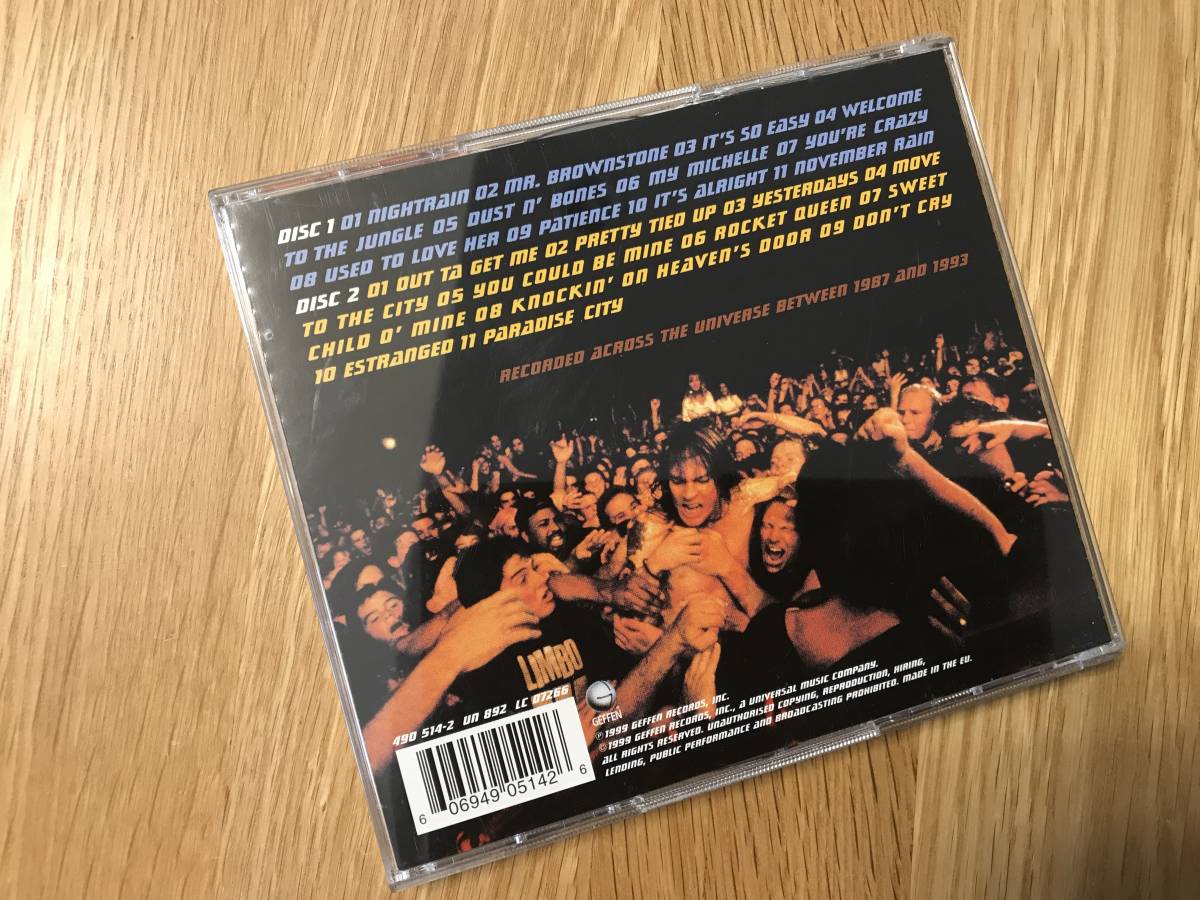 DISC 1 01 NIGHTRAIN 02 MR. BROWNSTONE 03 IT'S SO EASY 04 WELCOME
TO THE JUNGLE 05 DUST N' BONES 06 MY MICHELLE 07 YOU'RE CRAZY
08 USED TO LOVE HER 09 PATIENCE 10 IT'S ALRIGHT 11 NOVEMBER RAIN
DISC 2 01 OUT TA GET ME 02 PRETTY TIED UP 03 YESTERDAYS 04 MOVE
TO THE CITY 05 YOU COULD BE MINE 06 ROCKET QUEEN 07 SWEET
CHILD O' MINE 08 KNOCKIN' ON HEAVEN'S DOOR 09 DON'T CRY
10 ESTRANGED 11 PARADISE CITY
RECORDED ACROSS THE UNIVERSE BETWEEN 1987 AND 1993
LIMBO
490 514-2 UN 892 LC 07266
GEFFEN
℗ 1999 GEFFEN RECORDS, INC.
© 1999 GEFFEN RECORDS, INC., A UNIVERSAL MUSIC COMPANY.
ALL RIGHTS RESERVED. UNAUTHORISED COPYING, REPRODUCTION, HIRING,
LENDING, PUBLIC PERFORMANCE AND BROADCASTING PROHIBITED. MADE IN THE EU.
6 06949 05142 6